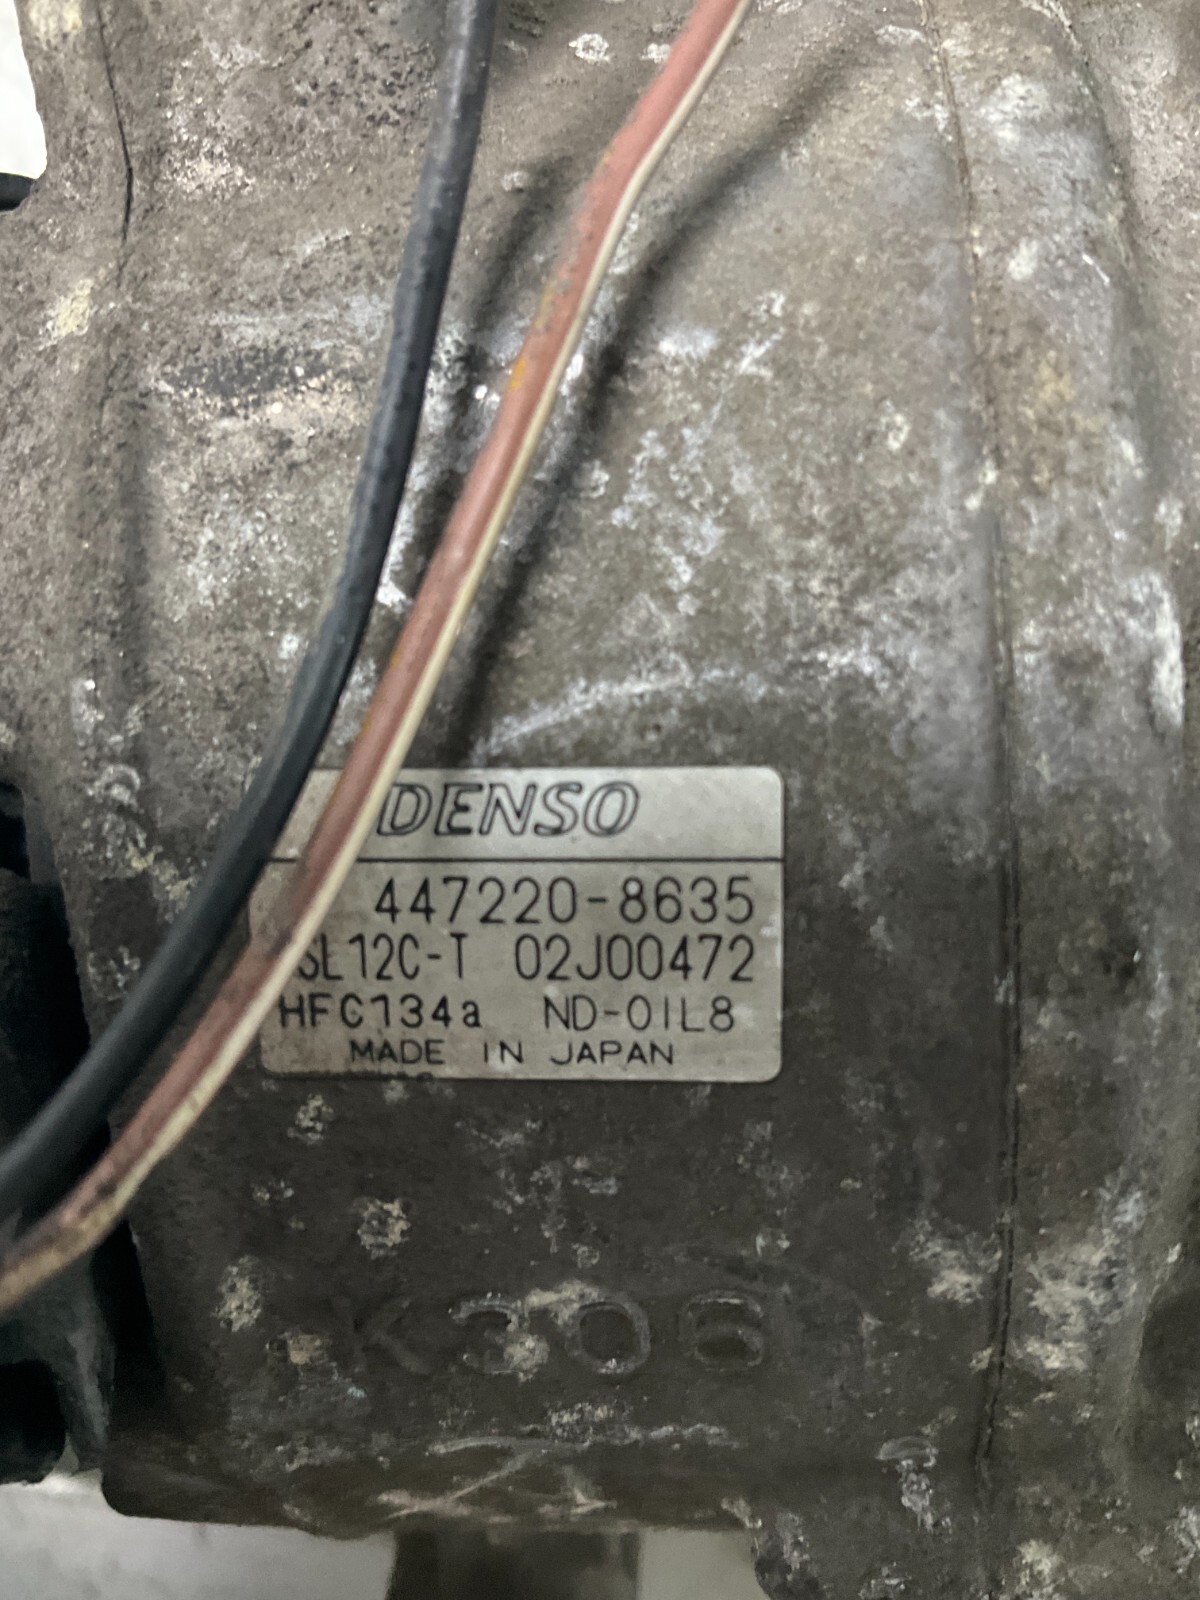 DENSO
447220-8635
SL12C-T 02J00472
HFC134a ND-OIL8
MADE IN JAPAN
K306